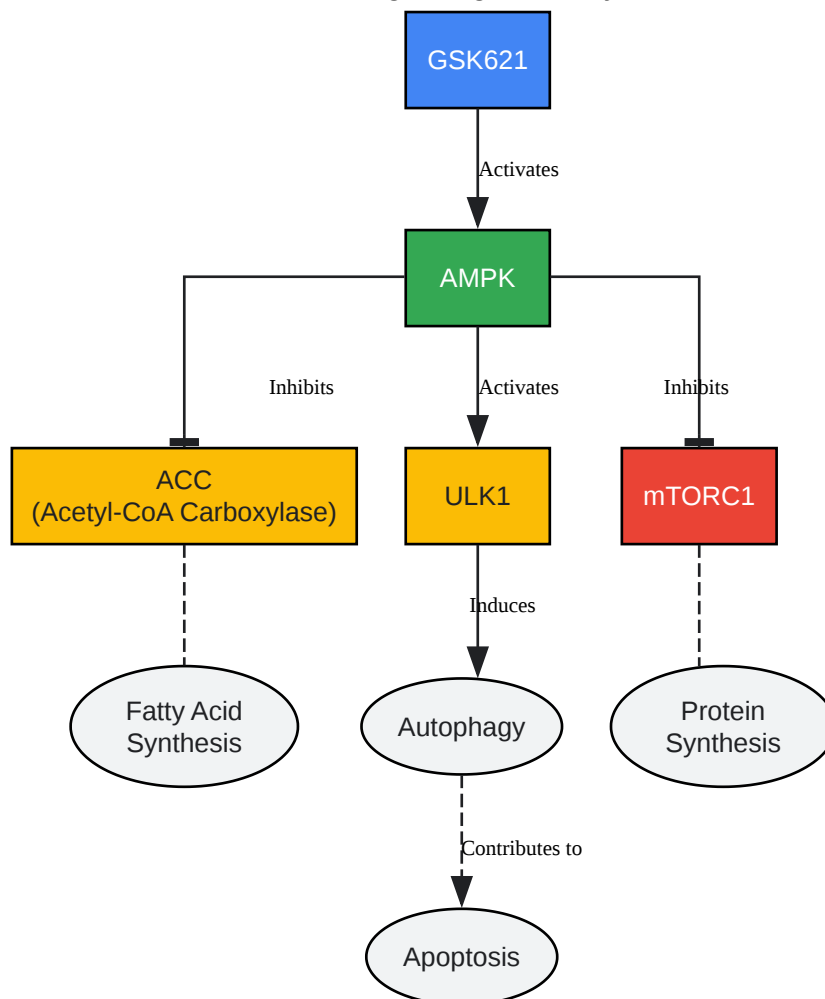 GSK621
Activates
AMPK
Inhibits
Activates
Inhibits
ACC
(Acetyl-CoA Carboxylase)
ULK1
mTORC1
Induces
Fatty Acid
Synthesis
Autophagy
Protein
Synthesis
Contributes to
Apoptosis